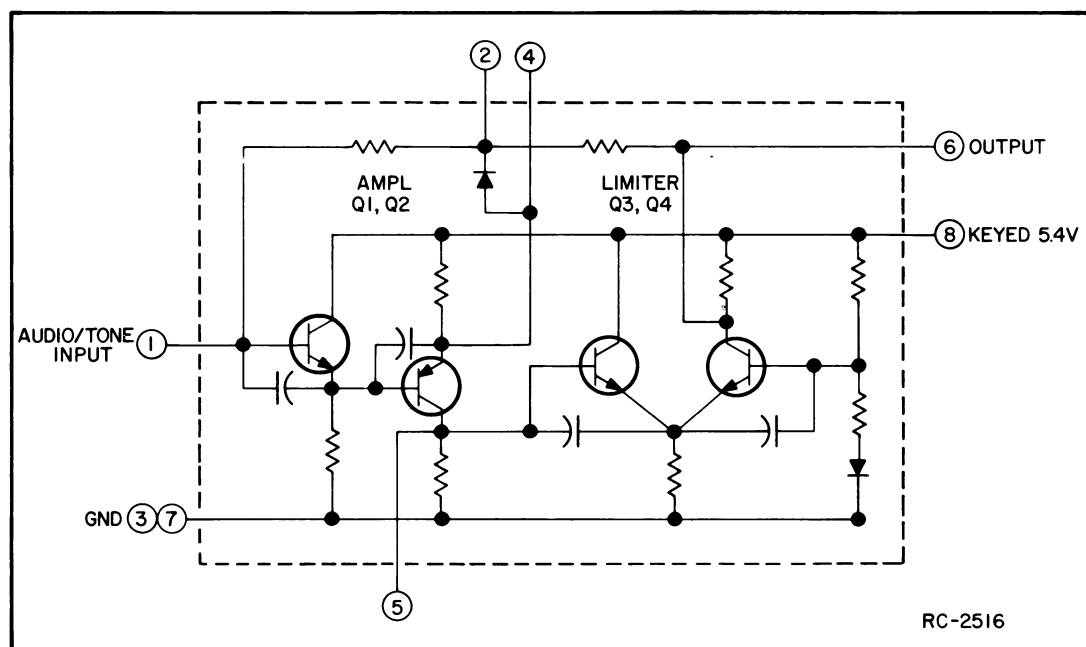 2 4
6 OUTPUT
AMPL
Q1, Q2
LIMITER
Q3, Q4
8 KEYED 5.4V
AUDIO/TONE
INPUT 1
GND 3 7
5
RC-2516